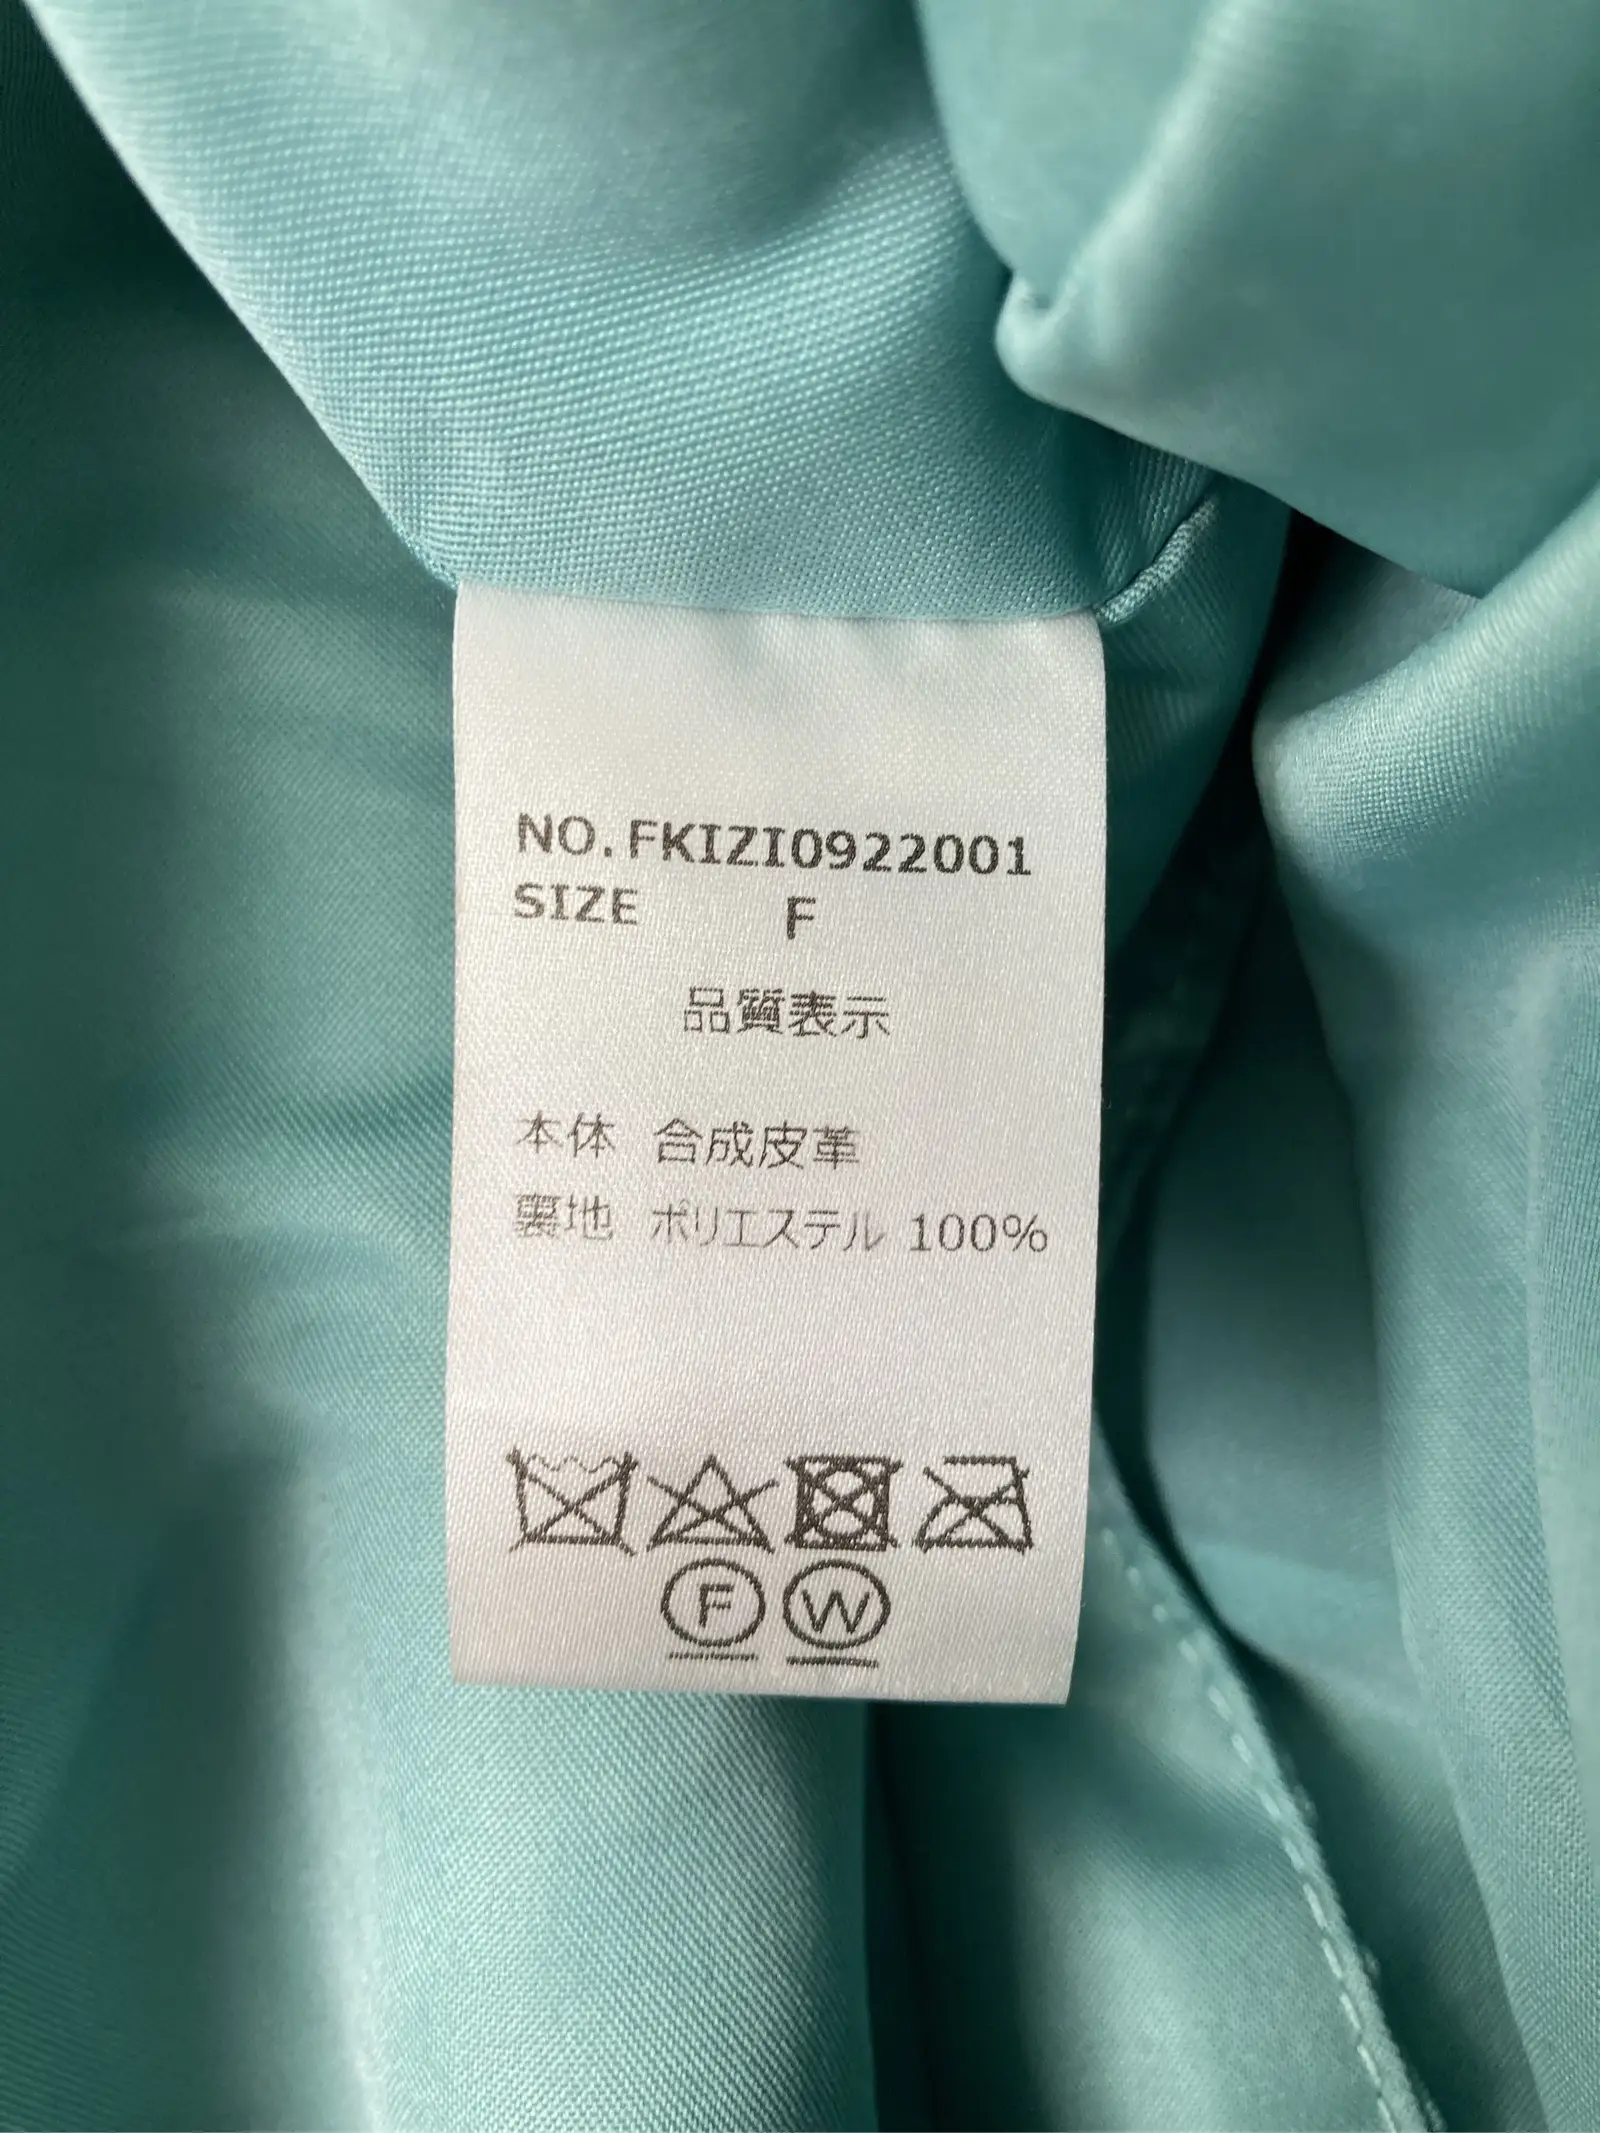 NO.FKIZI0922001
SIZE F
品質表示
本体 合成皮革
裏地 ポリエステル 100%
F W